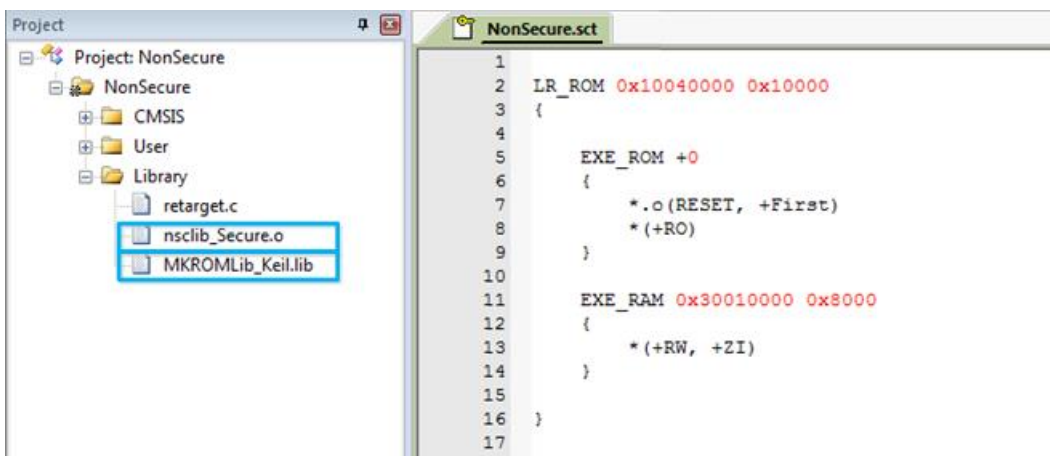 Project
Project: NonSecure
NonSecure
CMSIS
User
Library
retarget.c
nsclib_Secure.o
MKROMLib_Keil.lib
NonSecure.sct
1
2 LR_ROM 0x10040000 0x10000
3 {
4
5 EXE_ROM +0
6 {
7 *.o(RESET, +First)
8 *(+RO)
9 }
10
11 EXE_RAM 0x30010000 0x8000
12 {
13 *(+RW, +ZI)
14 }
15
16 }
17